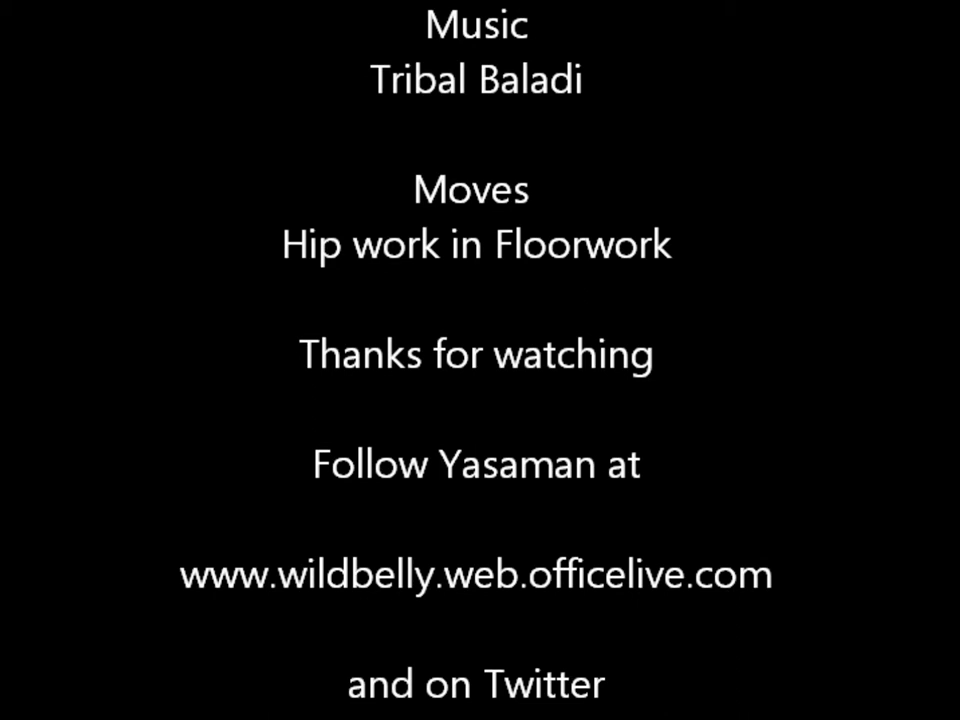 Music
Tribal Baladi
Moves
Hip work in Floorwork
Thanks for watching
Follow Yasaman at
www.wildbelly.web.officelive.com
and on Twitter